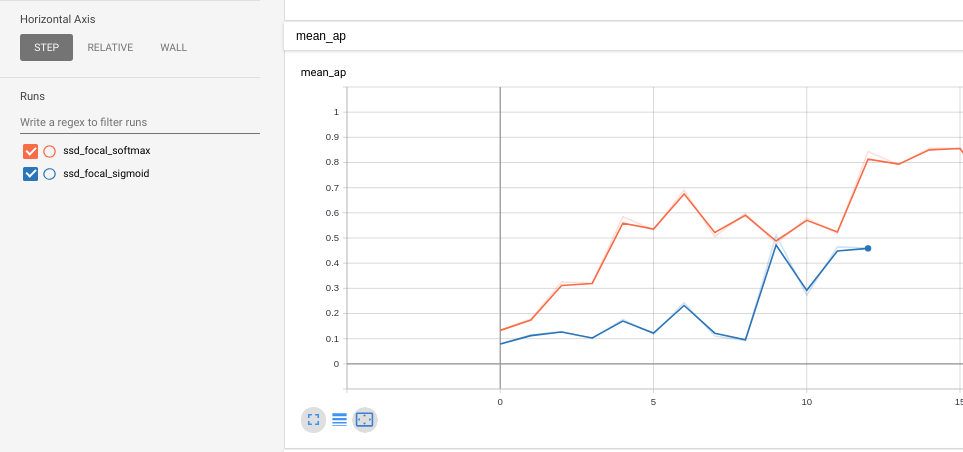 Horizontal Axis
STEP RELATIVE WALL
Runs
Write a regex to filter runs
ssd_focal_softmax
ssd_focal_sigmoid
mean_ap
mean_ap
1
0.9
0.8
0.7
0.6
0.5
0.4
0.3
0.2
0.1
0
0 5 10 15